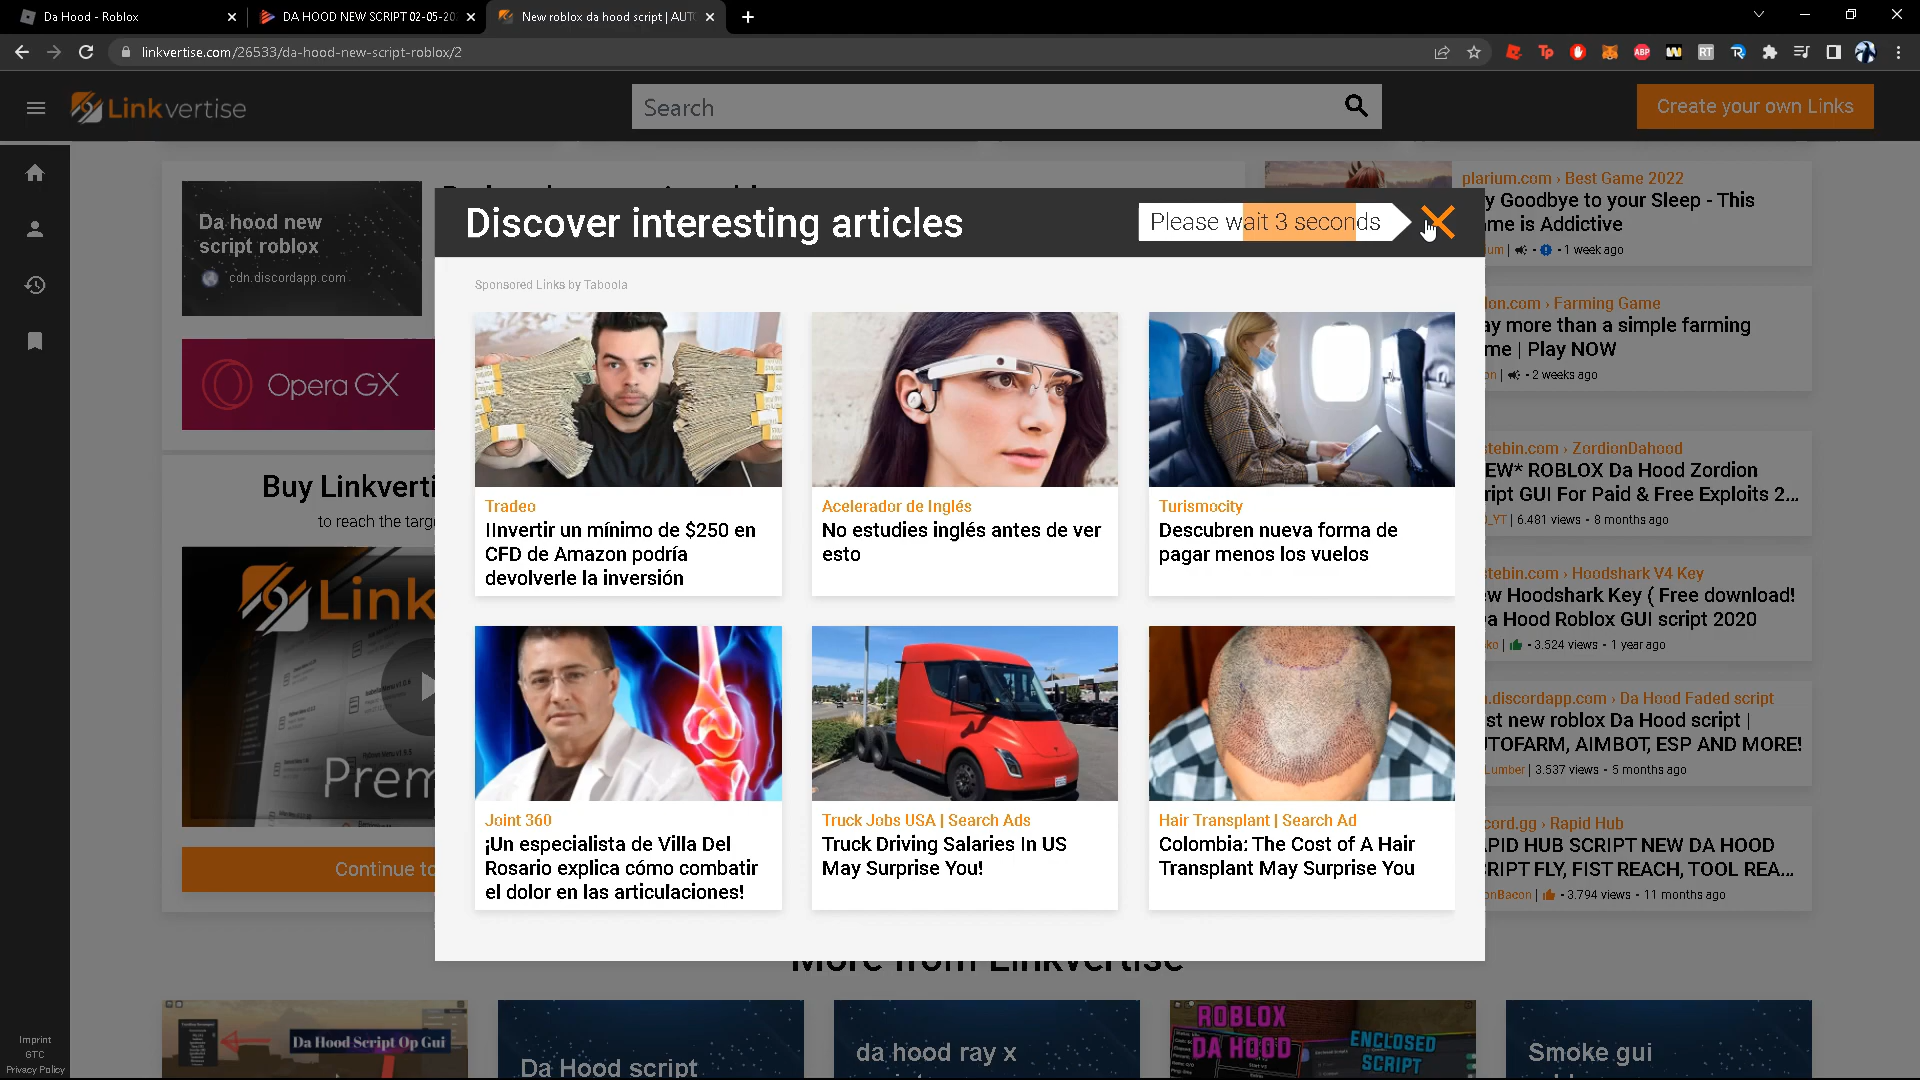 Da Hood - Roblox
DA HOOD NEW SCRIPT 02-05-20
New roblox da hood script | AUT
linkvertise.com/26533/da-hood-new-script-roblox/2
Linkvertise
Search
Create your own Links
Da hood new
script roblox
cdn.discordapp.com
Opera GX
Buy Linkverti
to reach the targ
Link
Prem
Continue to
Discover interesting articles
Please wait 3 seconds
Sponsored Links by Taboola
Tradeo
IInvertir un mínimo de $250 en
CFD de Amazon podría
devolverle la inversión
Acelerador de Inglés
No estudies inglés antes de ver
esto
Turismocity
Descubren nueva forma de
pagar menos los vuelos
Joint 360
¡Un especialista de Villa Del
Rosario explica cómo combatir
el dolor en las articulaciones!
Truck Jobs USA | Search Ads
Truck Driving Salaries In US
May Surprise You!
Hair Transplant | Search Ad
Colombia: The Cost of A Hair
Transplant May Surprise You
plarium.com › Best Game 2022
y Goodbye to your Sleep - This
me is Addictive
um | • 1 week ago
lon.com › Farming Game
ay more than a simple farming
me | Play NOW
on | • 2 weeks ago
stebin.com › ZordionDahood
EW* ROBLOX Da Hood Zordion
ript GUI For Paid & Free Exploits 2...
_YT | 6.481 views • 8 months ago
stebin.com › Hoodshark V4 Key
ew Hoodshark Key ( Free download!
a Hood Roblox GUI script 2020
ko | • 3.524 views • 1 year ago
.discordapp.com › Da Hood Faded script
st new roblox Da Hood script |
UTOFARM, AIMBOT, ESP AND MORE!
Lumber | 3.537 views • 5 months ago
cord.gg › Rapid Hub
APID HUB SCRIPT NEW DA HOOD
RIPT FLY, FIST REACH, TOOL REA...
onBacon | • 3.794 views • 11 months ago
More from Linkvertise
Da Hood Script Op Gui
Da Hood script
da hood ray x
ROBLOX
DA HOOD
ENCLOSED
SCRIPT
Smoke gui
Imprint
GTC
Privacy Policy